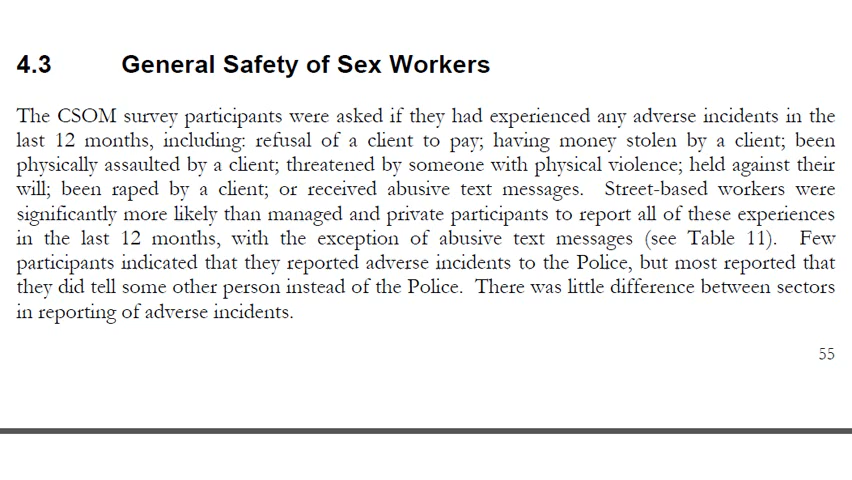 4.3 General Safety of Sex Workers
The CSOM survey participants were asked if they had experienced any adverse incidents in the
last 12 months, including: refusal of a client to pay; having money stolen by a client; been
physically assaulted by a client; threatened by someone with physical violence; held against their
will; been raped by a client; or received abusive text messages. Street-based workers were
significantly more likely than managed and private participants to report all of these experiences
in the last 12 months, with the exception of abusive text messages (see Table 11). Few
participants indicated that they reported adverse incidents to the Police, but most reported that
they did tell some other person instead of the Police. There was little difference between sectors
in reporting of adverse incidents.
55